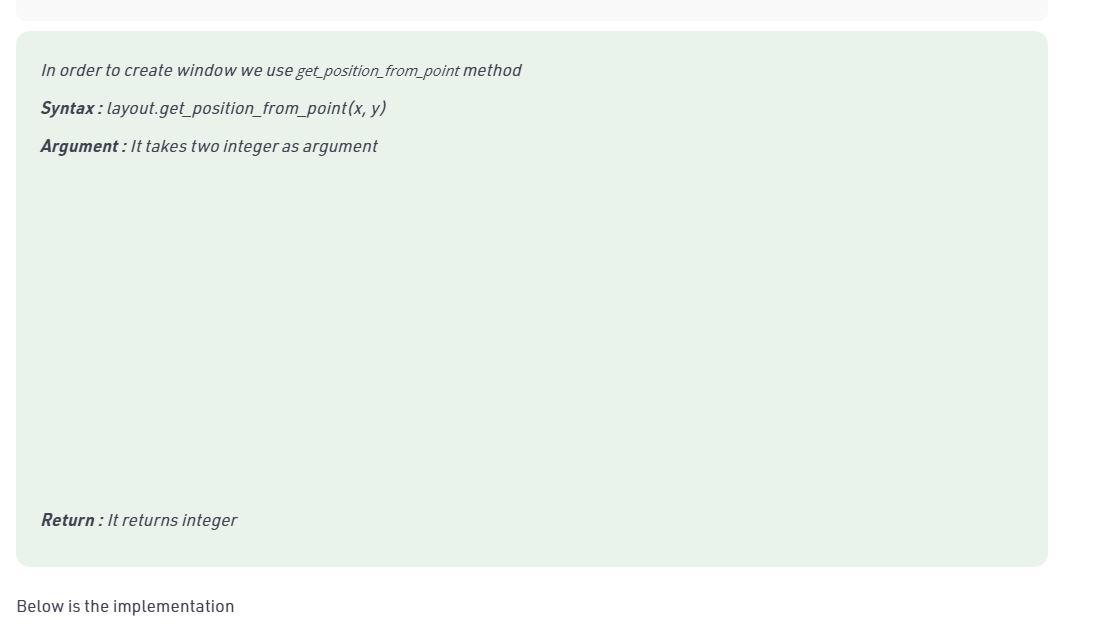 In order to create window we use get_position_from_point method
Syntax : layout.get_position_from_point(x, y)
Argument : It takes two integer as argument
Return : It returns integer
Below is the implementation